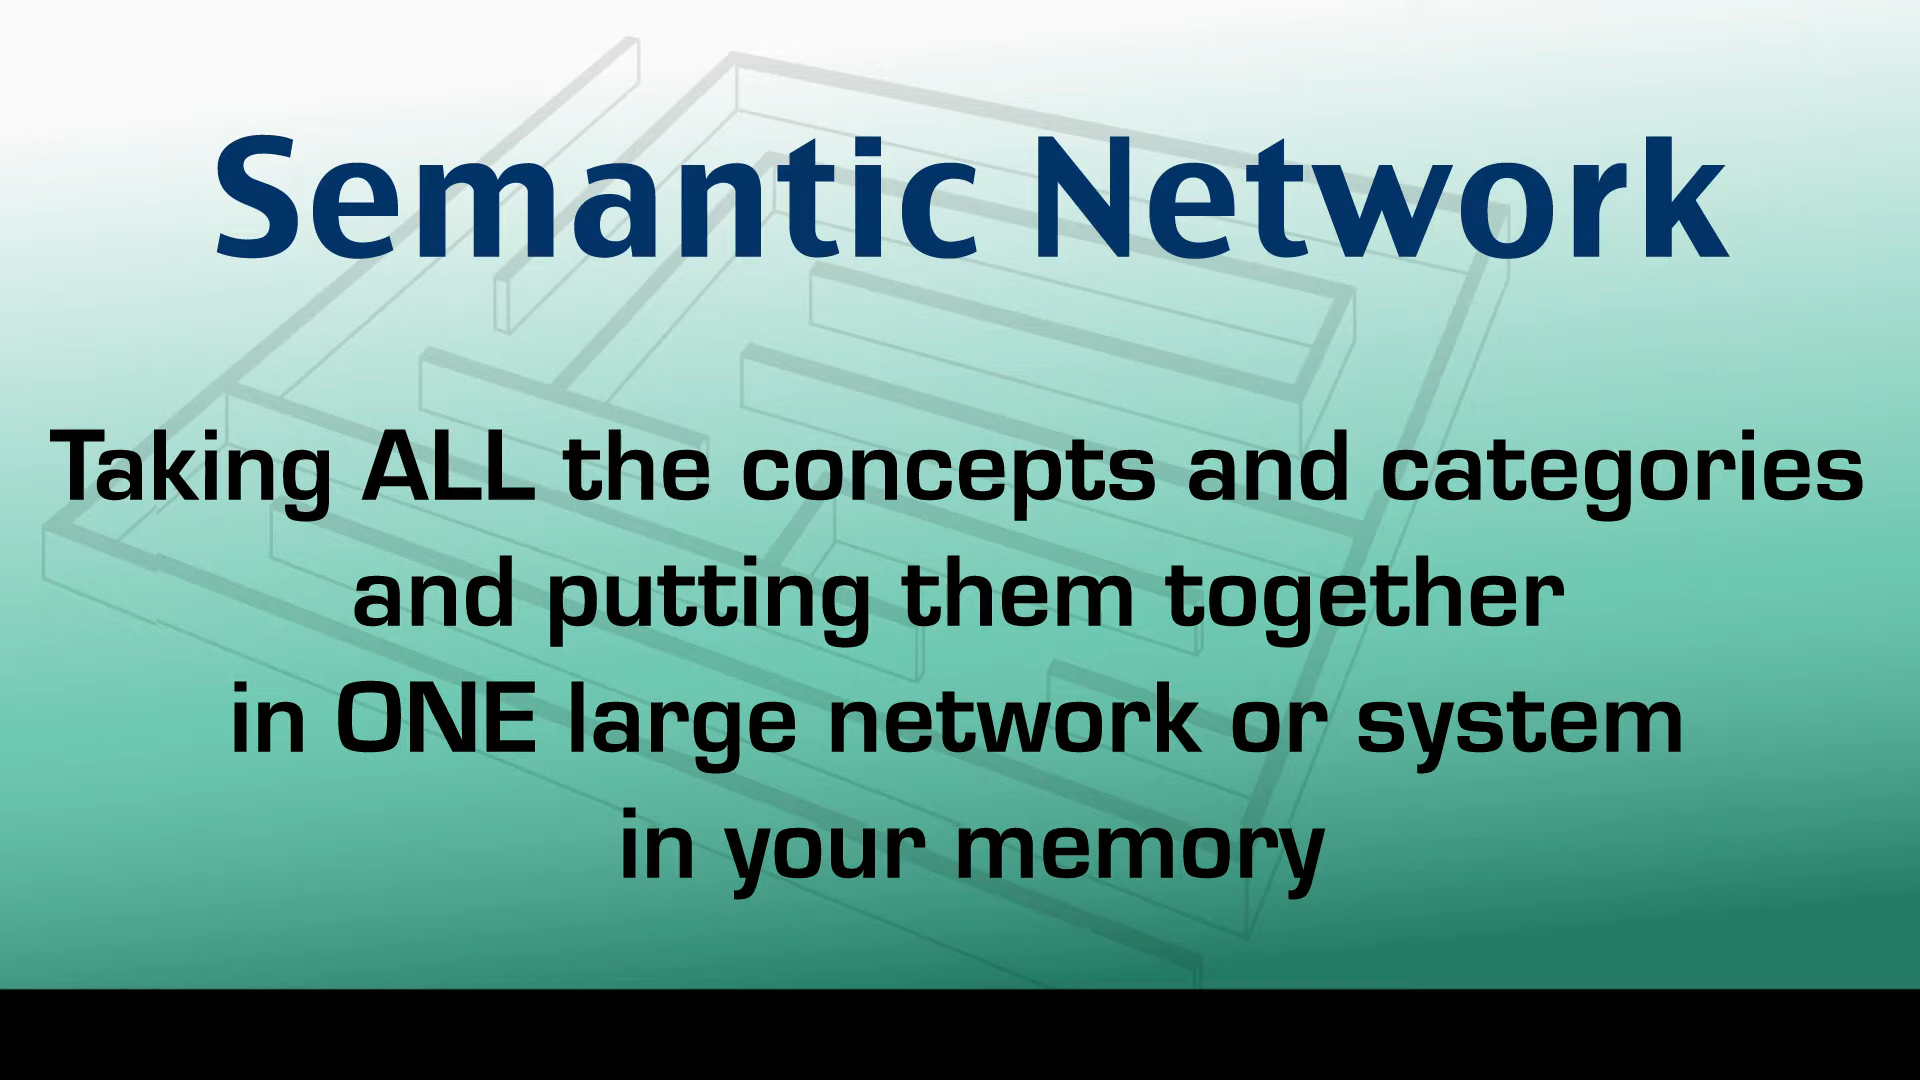 Semantic Network
Taking ALL the concepts and categories
and putting them together
in ONE large network or system
in your memory